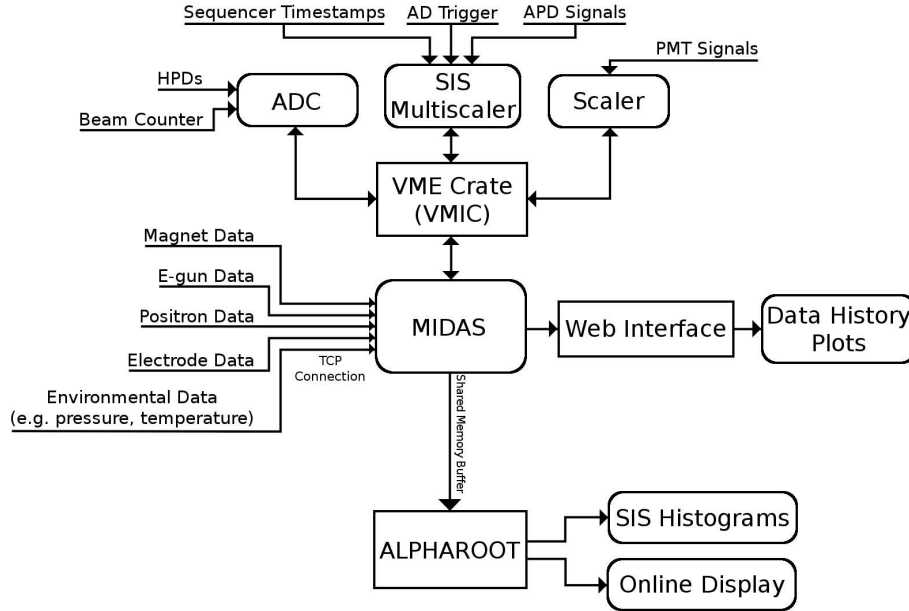 Sequencer Timestamps
AD Trigger
APD Signals
PMT Signals
HPDs
Beam Counter
ADC
SIS
Multiscaler
Scaler
VME Crate
(VMIC)
Magnet Data
E-gun Data
Positron Data
Electrode Data
Environmental Data
(e.g. pressure, temperature)
TCP
Connection
MIDAS
Web Interface
Data History
Plots
Shared Memory Buffer
ALPHAROOT
SIS Histograms
Online Display